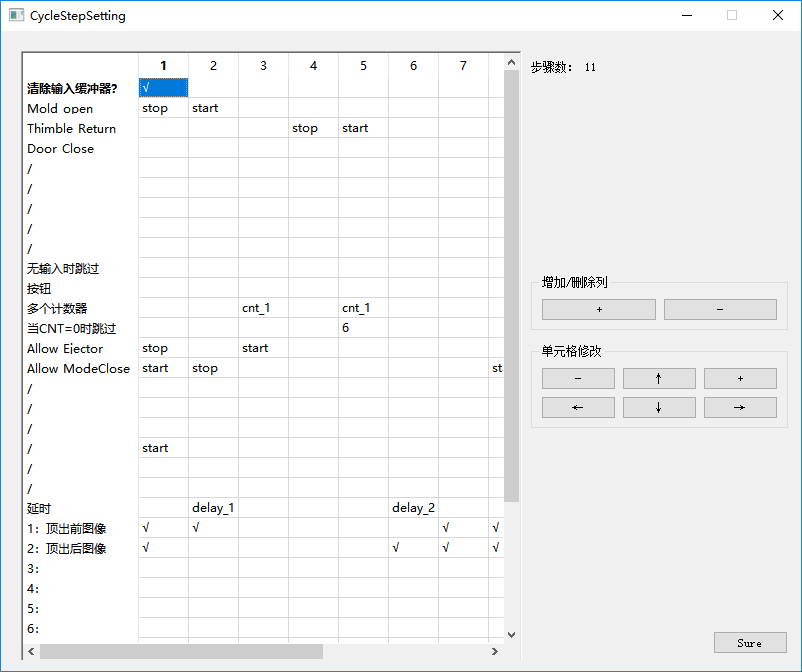 CycleStepSetting
1 2 3 4 5 6 7
步骤数： 11
清除输入缓冲器? √
Mold open stop start
Thimble Return stop start
Door Close
/
/
/
/
/
无输入时跳过
按钮
多个计数器 cnt_1 cnt_1
当CNT=0时跳过 6
Allow Ejector stop start
Allow ModeClose start stop st
/
/
/
/ start
/
/
延时 delay_1 delay_2
1：顶出前图像 √ √ √ √
2：顶出后图像 √ √ √ √
3：
4：
5：
6：
增加/删除列
+ −
单元格修改
− ↑ +
← ↓ →
Sure